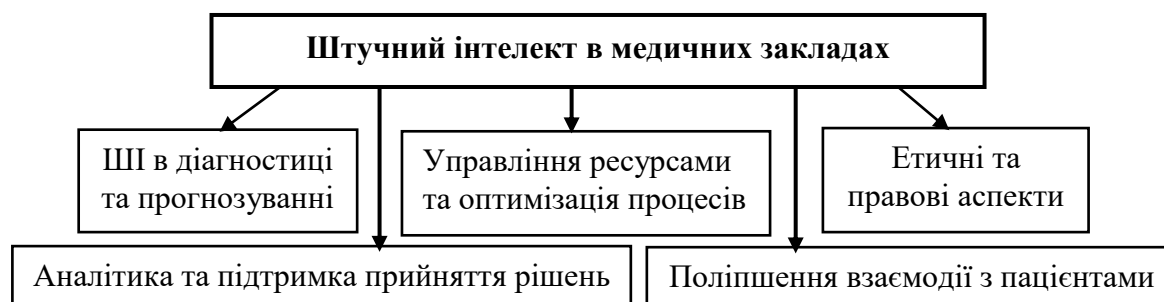 Штучний інтелект в медичних закладах
ШІ в діагностиці
та прогнозуванні
Управління ресурсами
та оптимізація процесів
Етичні та
правові аспекти
Аналітика та підтримка прийняття рішень
Поліпшення взаємодії з пацієнтами